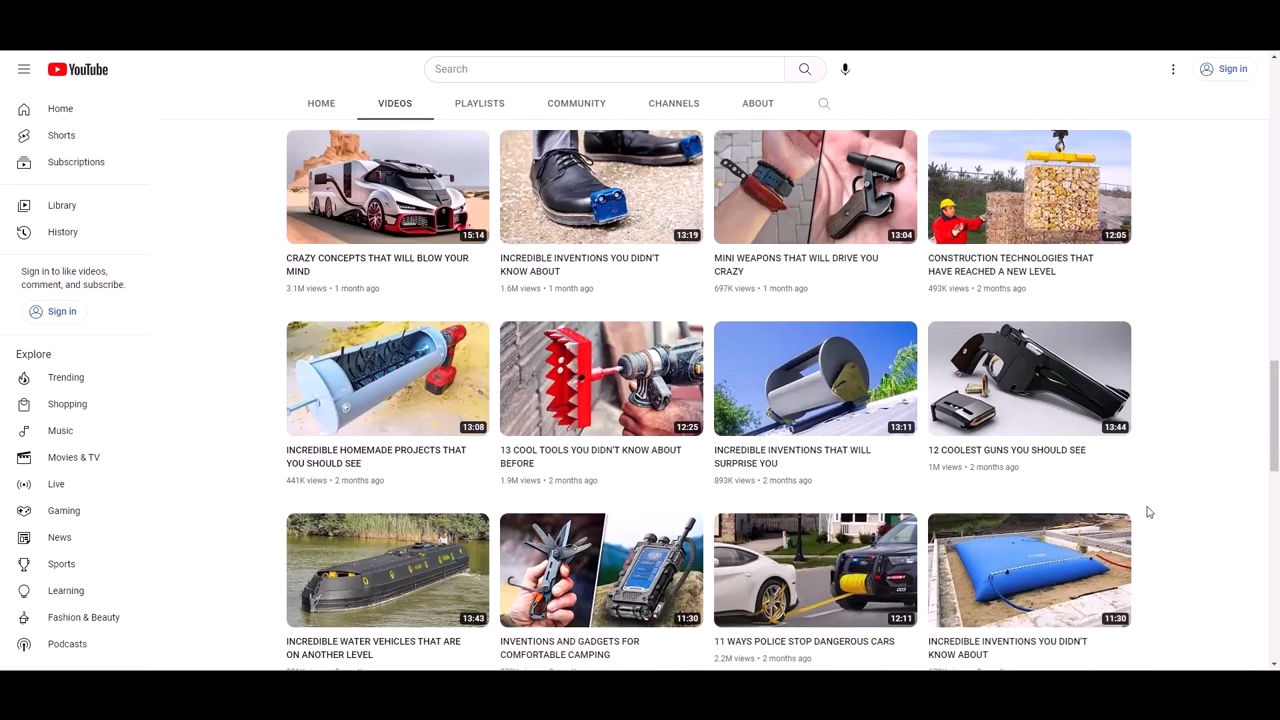 YouTube
Search
Sign in
HOME
VIDEOS
PLAYLISTS
COMMUNITY
CHANNELS
ABOUT
Home
Shorts
Subscriptions
Library
History
Sign in to like videos,
comment, and subscribe.
Sign in
Explore
Trending
Shopping
Music
Movies & TV
Live
Gaming
News
Sports
Learning
Fashion & Beauty
Podcasts
15:14
CRAZY CONCEPTS THAT WILL BLOW YOUR
MIND
3.1M views • 1 month ago
13:19
INCREDIBLE INVENTIONS YOU DIDN'T
KNOW ABOUT
1.6M views • 1 month ago
13:04
MINI WEAPONS THAT WILL DRIVE YOU
CRAZY
697K views • 1 month ago
12:05
CONSTRUCTION TECHNOLOGIES THAT
HAVE REACHED A NEW LEVEL
493K views • 2 months ago
13:08
INCREDIBLE HOMEMADE PROJECTS THAT
YOU SHOULD SEE
441K views • 2 months ago
12:25
13 COOL TOOLS YOU DIDN'T KNOW ABOUT
BEFORE
1.9M views • 2 months ago
13:11
INCREDIBLE INVENTIONS THAT WILL
SURPRISE YOU
893K views • 2 months ago
13:44
12 COOLEST GUNS YOU SHOULD SEE
1M views • 2 months ago
13:43
INCREDIBLE WATER VEHICLES THAT ARE
ON ANOTHER LEVEL
11:30
INVENTIONS AND GADGETS FOR
COMFORTABLE CAMPING
12:11
11 WAYS POLICE STOP DANGEROUS CARS
2.2M views • 2 months ago
11:30
INCREDIBLE INVENTIONS YOU DIDN'T
KNOW ABOUT